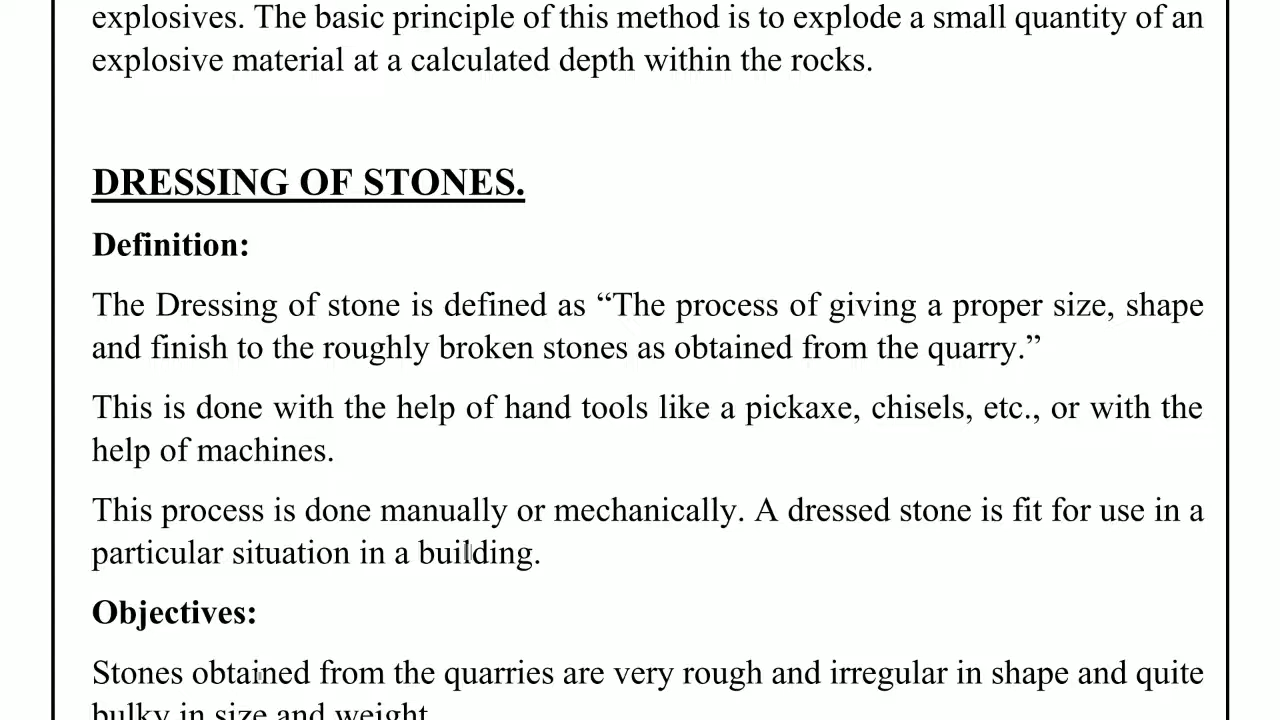 explosives. The basic principle of this method is to explode a small quantity of an
explosive material at a calculated depth within the rocks.
DRESSING OF STONES.
Definition:
The Dressing of stone is defined as “The process of giving a proper size, shape
and finish to the roughly broken stones as obtained from the quarry.”
This is done with the help of hand tools like a pickaxe, chisels, etc., or with the
help of machines.
This process is done manually or mechanically. A dressed stone is fit for use in a
particular situation in a building.
Objectives:
Stones obtained from the quarries are very rough and irregular in shape and quite
bulky in size and weight.